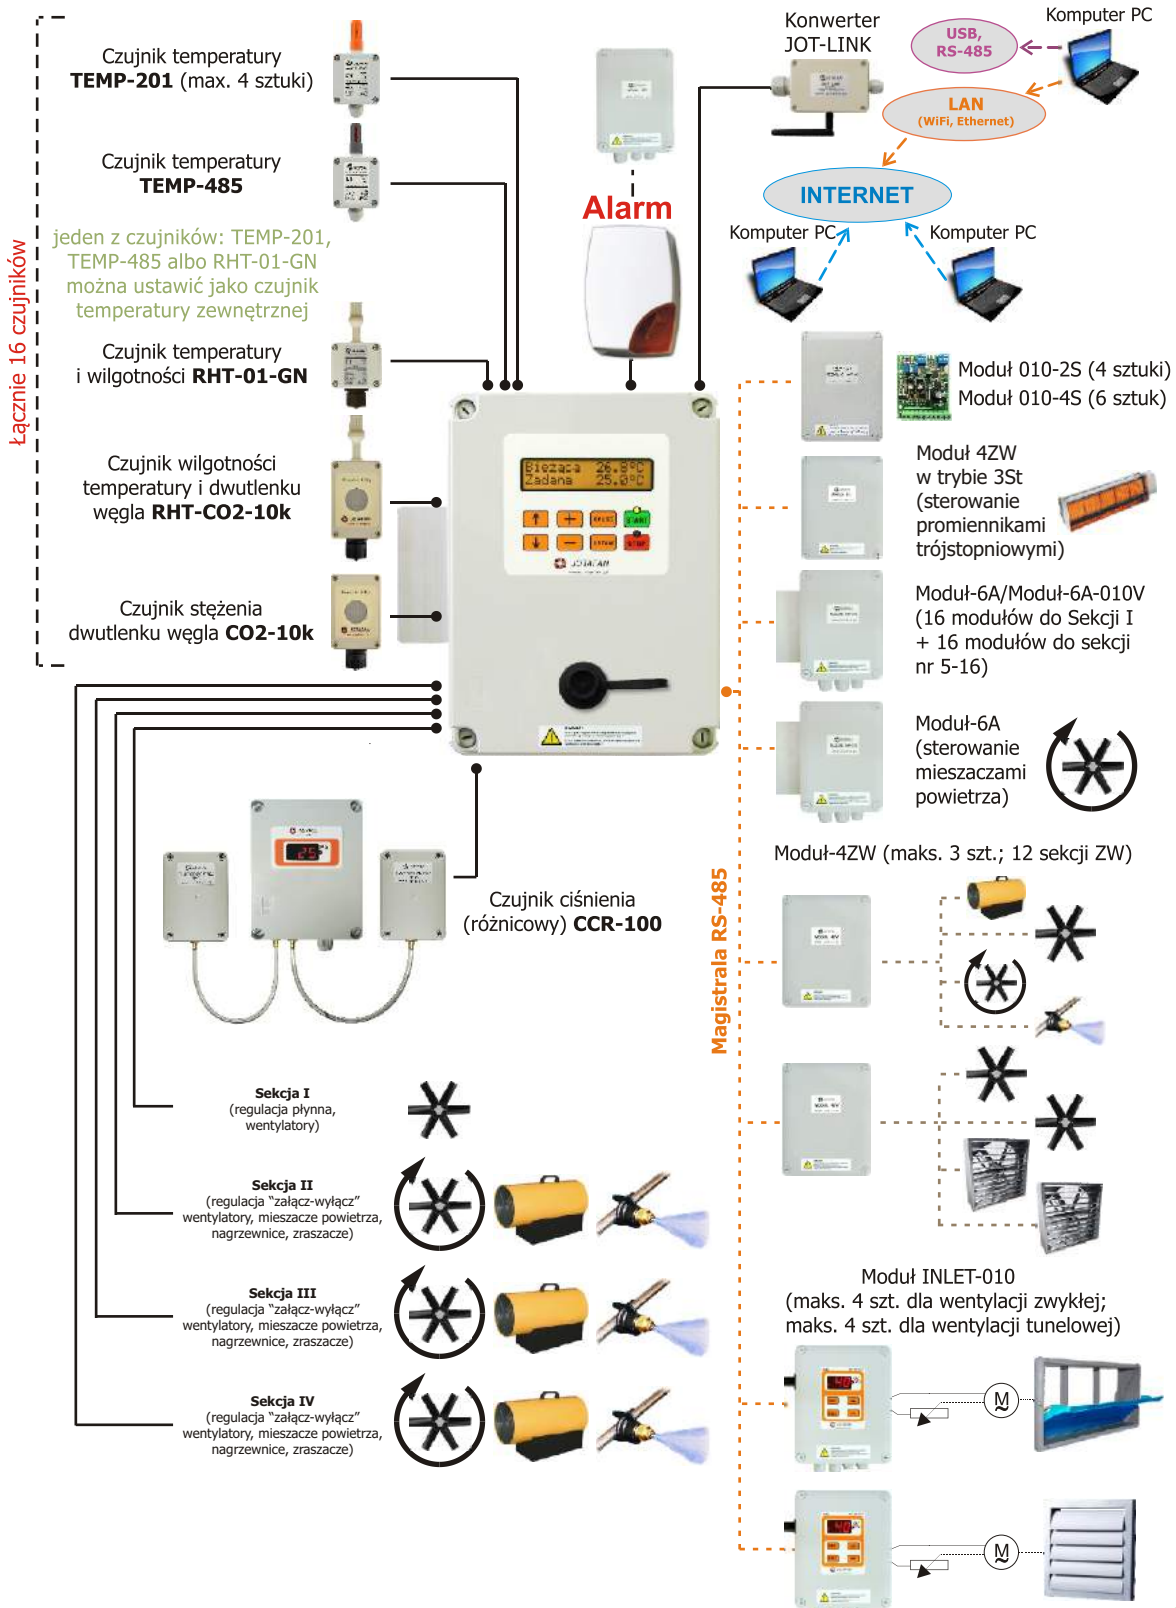 Łącznie 16 czujników
Czujnik temperatury
TEMP-201 (max. 4 sztuki)
Czujnik temperatury
TEMP-485
jeden z czujników: TEMP-201,
TEMP-485 albo RHT-01-GN
można ustawić jako czujnik
temperatury zewnętrznej
Czujnik temperatury
i wilgotności RHT-01-GN
Czujnik wilgotności
temperatury i dwutlenku
węgla RHT-CO2-10k
Czujnik stężenia
dwutlenku węgla CO2-10k
Alarm
Konwerter
JOT-LINK
Komputer PC
USB,
RS-485
LAN
(WiFi, Ethernet)
INTERNET
Komputer PC
Komputer PC
Bieżąca 26.8°C
Zadana 25.0°C
START
STOP
JOTAFAN
Magistrala RS-485
Moduł 010-2S (4 sztuki)
Moduł 010-4S (6 sztuk)
Moduł 4ZW
w trybie 3St
(sterowanie
promiennikami
trójstopniowymi)
Moduł-6A/Moduł-6A-010V
(16 modułów do Sekcji I
+ 16 modułów do sekcji
nr 5-16)
Moduł-6A
(sterowanie
mieszaczami
powietrza)
Moduł-4ZW (maks. 3 szt.; 12 sekcji ZW)
25
Czujnik ciśnienia
(różnicowy) CCR-100
Sekcja I
(regulacja płynna,
wentylatory)
Sekcja II
(regulacja “załącz-wyłącz”
wentylatory, mieszacze powietrza,
nagrzewnice, zraszacze)
Sekcja III
(regulacja “załącz-wyłącz”
wentylatory, mieszacze powietrza,
nagrzewnice, zraszacze)
Sekcja IV
(regulacja “załącz-wyłącz”
wentylatory, mieszacze powietrza,
nagrzewnice, zraszacze)
Moduł INLET-010
(maks. 4 szt. dla wentylacji zwykłej;
maks. 4 szt. dla wentylacji tunelowej)
40
M
~
40
M
~